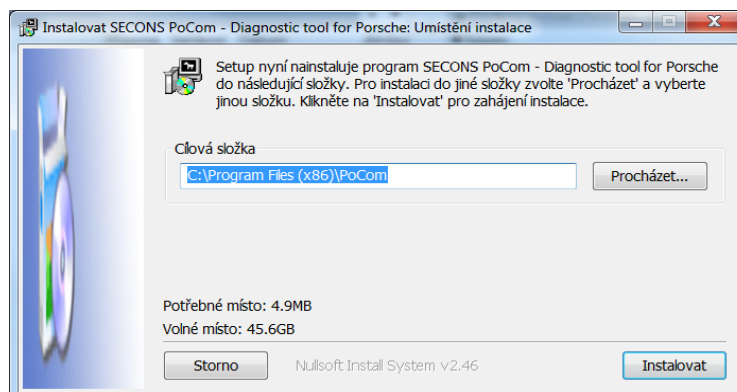 Instalovat SECONS PoCom - Diagnostic tool for Porsche: Umístění instalace
Setup nyní nainstaluje program SECONS PoCom - Diagnostic tool for Porsche
do následující složky. Pro instalaci do jiné složky zvolte 'Procházet' a vyberte
jinou složku. Klikněte na 'Instalovat' pro zahájení instalace.
Cílová složka
C:\Program Files (x86)\PoCom
Procházet...
Potřebné místo: 4.9MB
Volné místo: 45.6GB
Storno
Nullsoft Install System v2.46
Instalovat